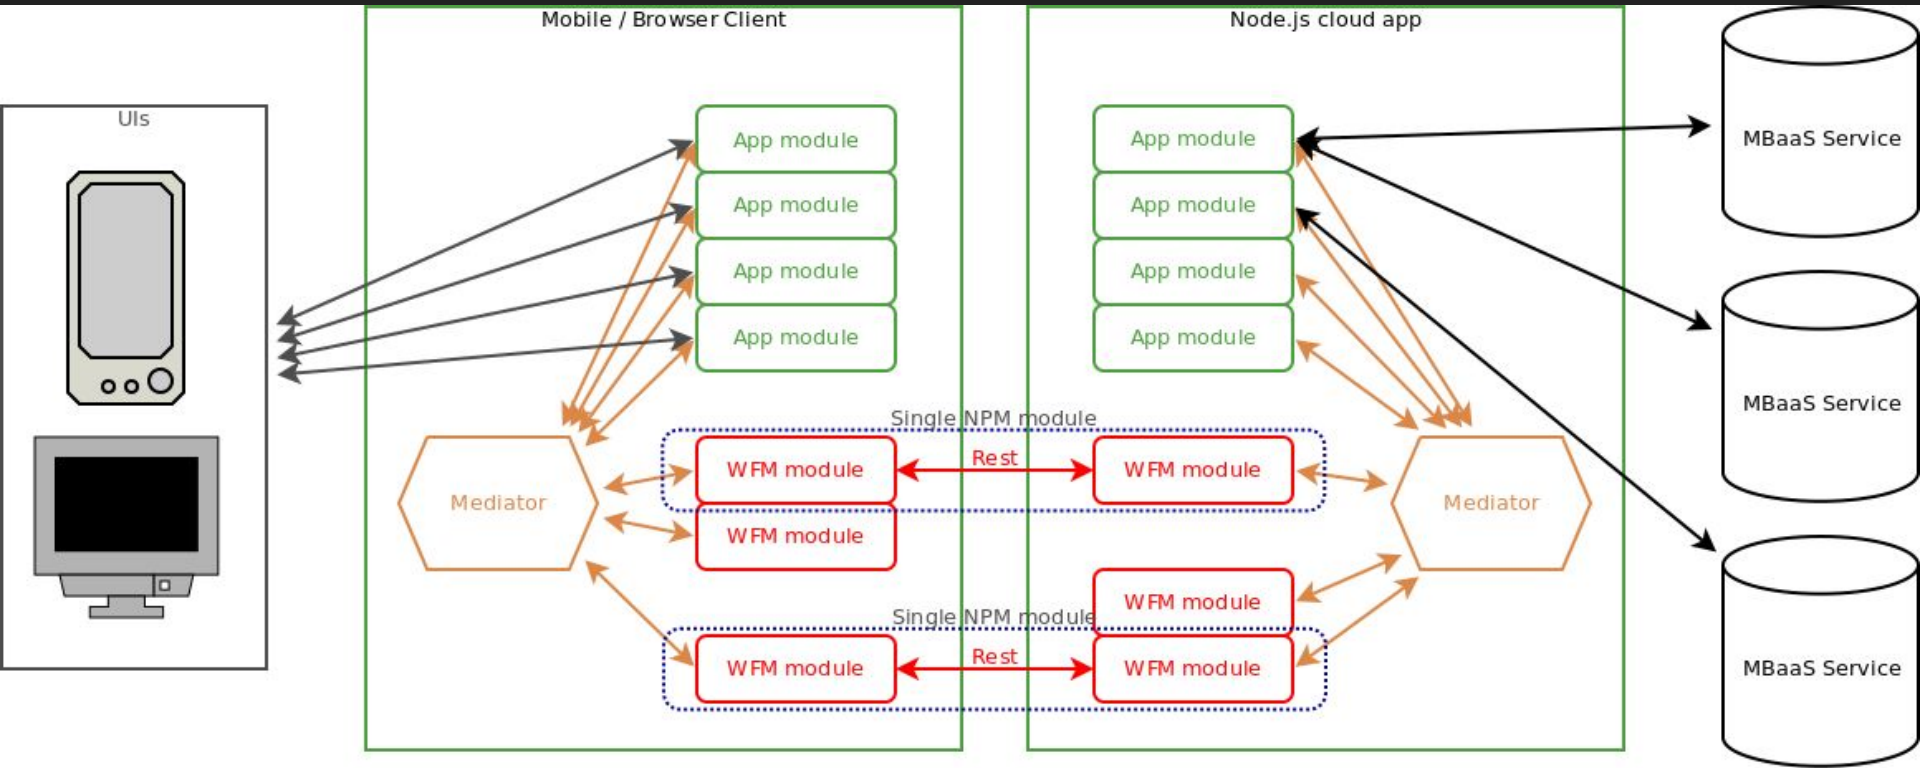 Mobile / Browser Client
Node.js cloud app
UIs
App module
App module
App module
App module
App module
App module
App module
App module
MBaaS Service
MBaaS Service
MBaaS Service
Single NPM module
WFM module
Rest
WFM module
Mediator
Mediator
WFM module
WFM module
Single NPM module
WFM module
Rest
WFM module